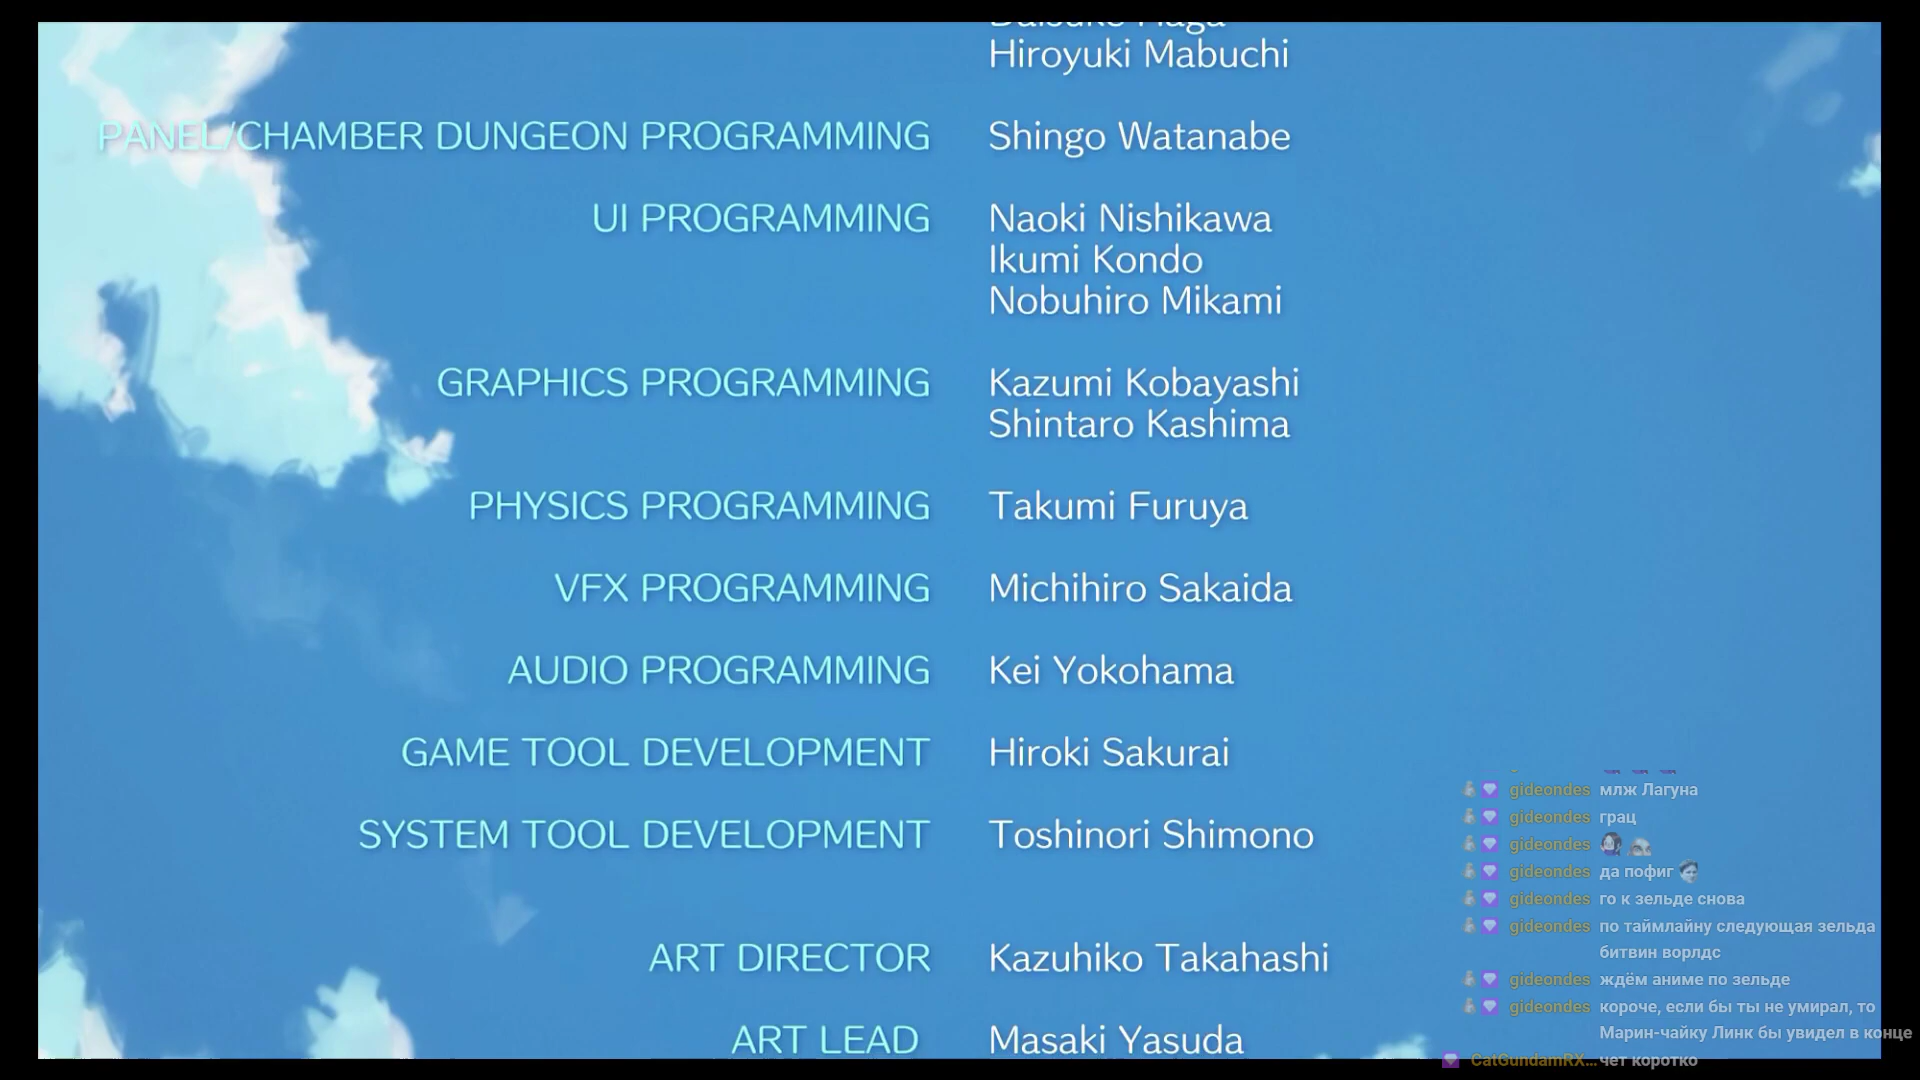 Hiroyuki Mabuchi
PANEL/CHAMBER DUNGEON PROGRAMMING Shingo Watanabe
UI PROGRAMMING Naoki Nishikawa
Ikumi Kondo
Nobuhiro Mikami
GRAPHICS PROGRAMMING Kazumi Kobayashi
Shintaro Kashima
PHYSICS PROGRAMMING Takumi Furuya
VFX PROGRAMMING Michihiro Sakaida
AUDIO PROGRAMMING Kei Yokohama
GAME TOOL DEVELOPMENT Hiroki Sakurai
SYSTEM TOOL DEVELOPMENT Toshinori Shimono
ART DIRECTOR Kazuhiko Takahashi
ART LEAD Masaki Yasuda
gideondes млж Лагуна
gideondes грац
gideondes
gideondes да пофиг
gideondes го к зельде снова
gideondes по таймлайну следующая зельда
битвин ворлдс
gideondes ждём аниме по зельде
gideondes короче, если бы ты не умирал, то
Марин-чайку Линк бы увидел в конце
CatGundamRX... чет коротко